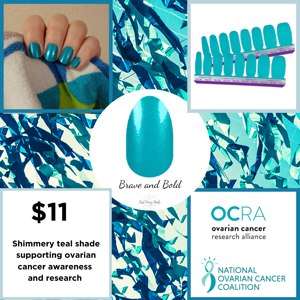 Brave and Bold
$11
Shimmery teal shade
supporting ovarian
cancer awareness
and research
OCRA
ovarian cancer
research alliance
NATIONAL
OVARIAN CANCER
COALITION